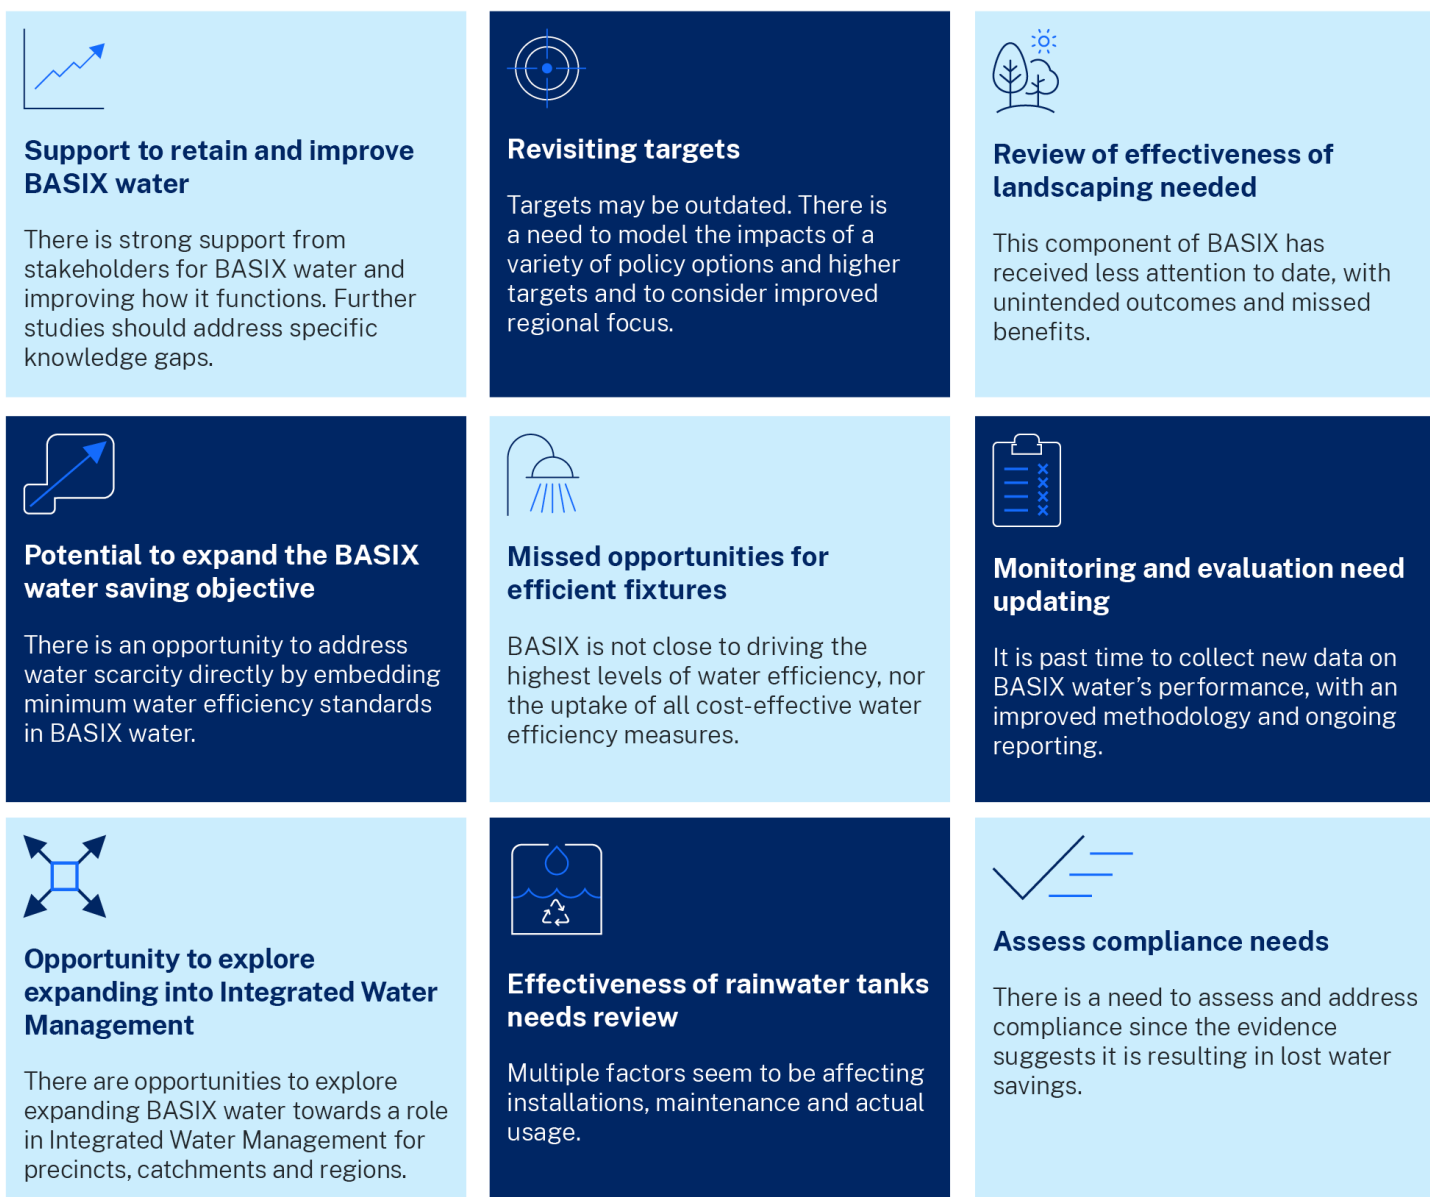 Support to retain and improve
BASIX water
There is strong support from
stakeholders for BASIX water and
improving how it functions. Further
studies should address specific
knowledge gaps.
Revisiting targets
Targets may be outdated. There is
a need to model the impacts of a
variety of policy options and higher
targets and to consider improved
regional focus.
Review of effectiveness of
landscaping needed
This component of BASIX has
received less attention to date, with
unintended outcomes and missed
benefits.
Potential to expand the BASIX
water saving objective
There is an opportunity to address
water scarcity directly by embedding
minimum water efficiency standards
in BASIX water.
Missed opportunities for
efficient fixtures
BASIX is not close to driving the
highest levels of water efficiency, nor
the uptake of all cost-effective water
efficiency measures.
Monitoring and evaluation need
updating
It is past time to collect new data on
BASIX water’s performance, with an
improved methodology and ongoing
reporting.
Opportunity to explore
expanding into Integrated Water
Management
There are opportunities to explore
expanding BASIX water towards a role
in Integrated Water Management for
precincts, catchments and regions.
Effectiveness of rainwater tanks
needs review
Multiple factors seem to be affecting
installations, maintenance and actual
usage.
Assess compliance needs
There is a need to assess and address
compliance since the evidence
suggests it is resulting in lost water
savings.